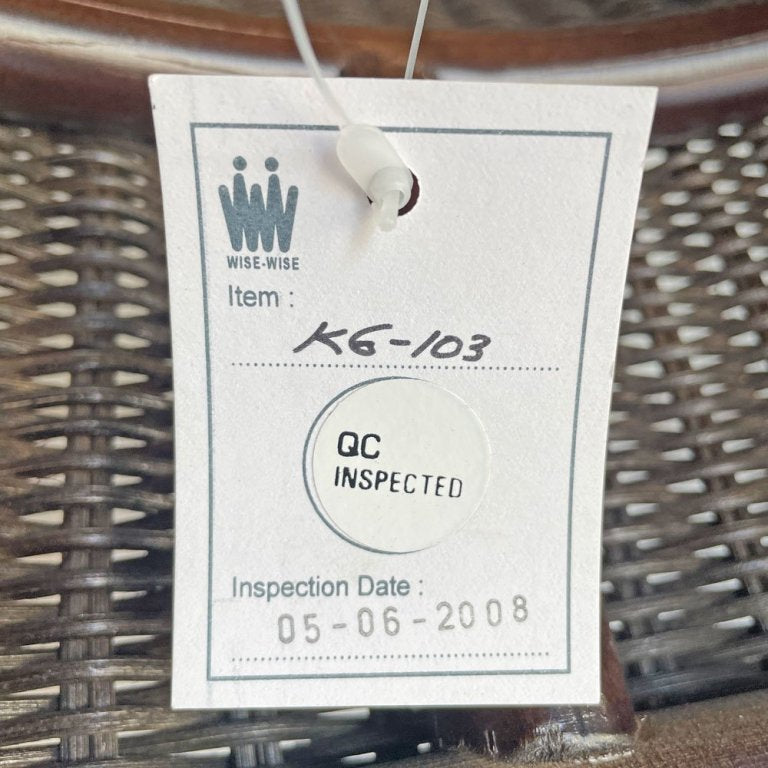 WISE-WISE
Item :
KG-103
QC
INSPECTED
Inspection Date :
05-06-2008